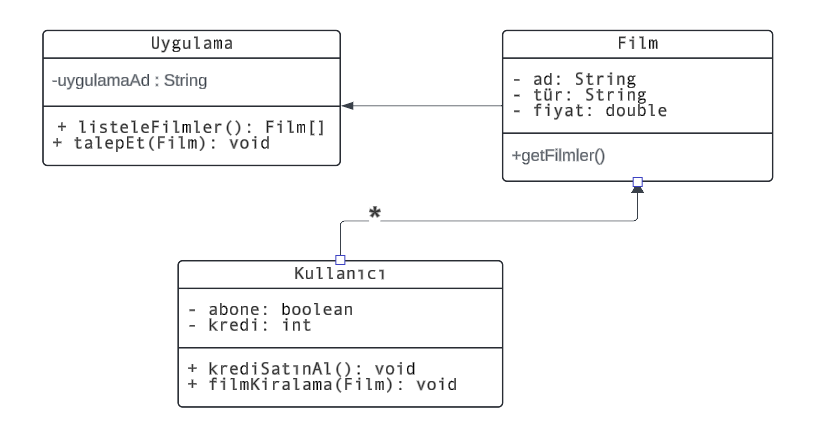 Uygulama
-uygulamaAd : String
+ listeleFilmler(): Film[]
+ talepEt(Film): void
Film
- ad: String
- tür: String
- fiyat: double
+getFilmler()
*
Kullanıcı
- abone: boolean
- kredi: int
+ krediSatınAl(): void
+ filmKiralama(Film): void